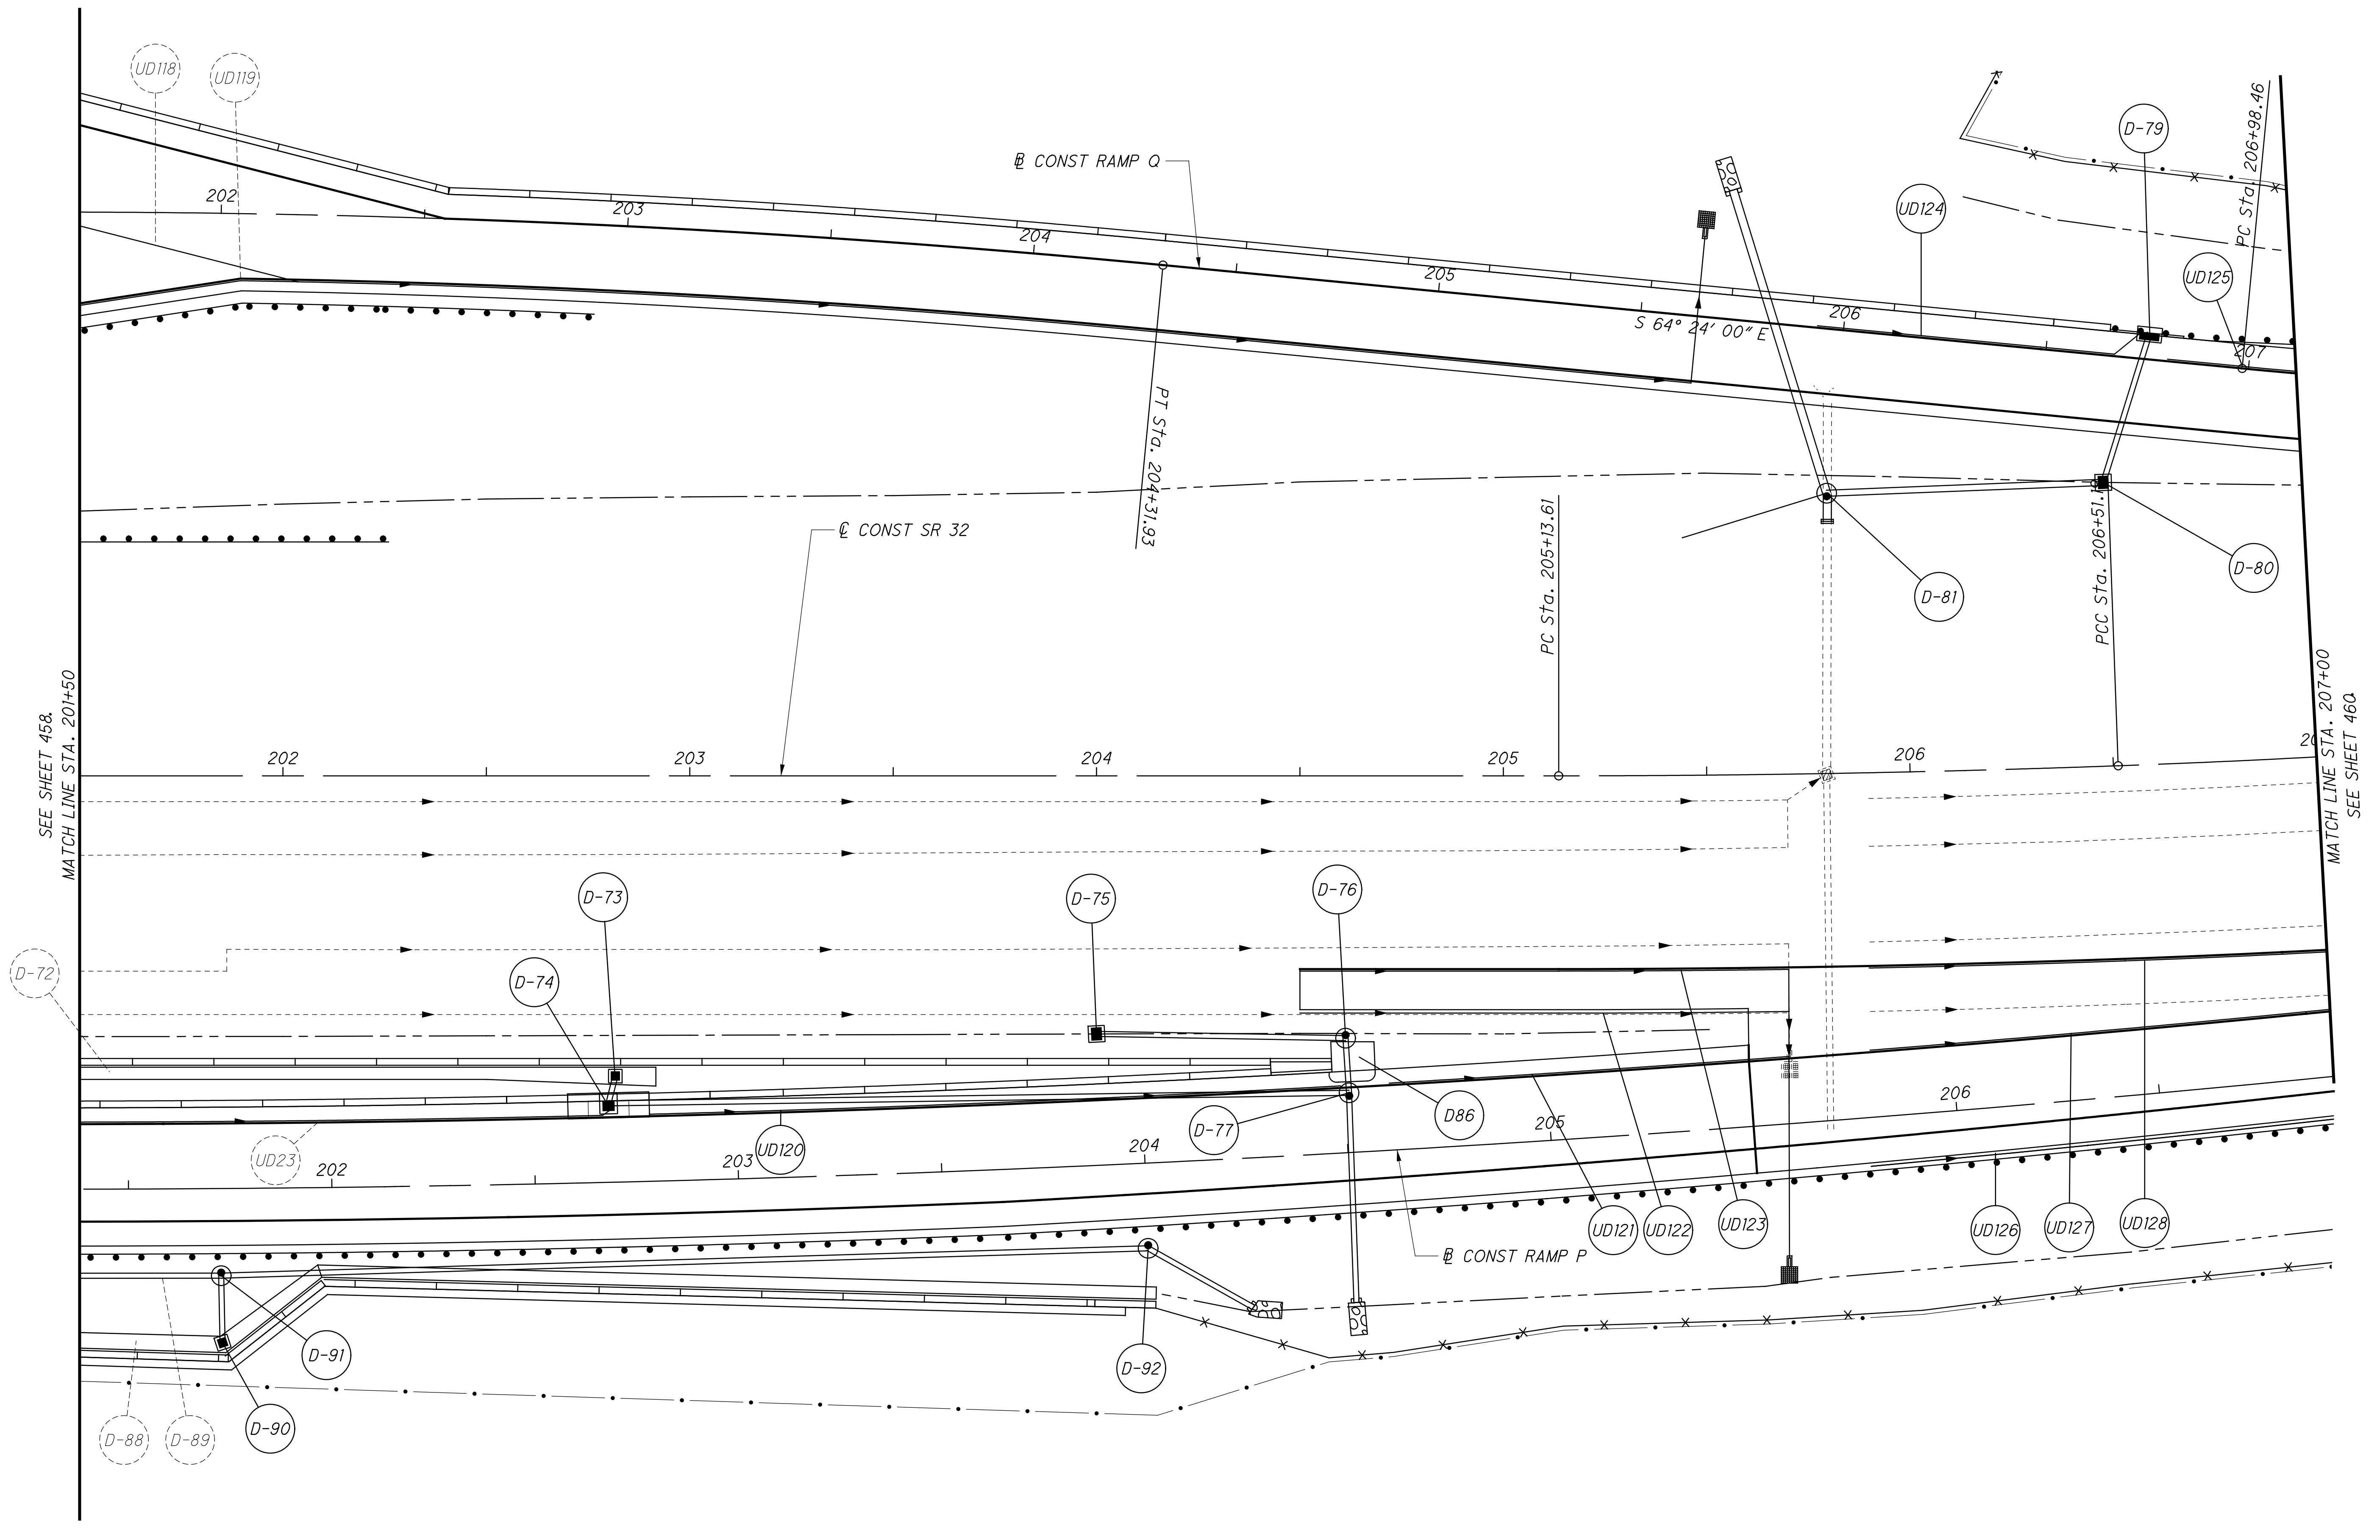 UD118
UD119
202
203
204
℄ CONST RAMP Q
205
206
207
S 64° 24' 00" E
D-79
UD124
UD125
PC Sta. 206+98.46
PT Sta. 204+31.93
℄ CONST SR 32
PC Sta. 205+13.61
PCC Sta. 206+51.1
D-81
D-80
SEE SHEET 458.
MATCH LINE STA. 201+50
MATCH LINE STA. 207+00
SEE SHEET 460.
202
203
204
205
206
D-72
D-73
D-74
D-75
D-76
D-77
D86
UD23
UD120
202
203
204
205
206
UD121
UD122
UD123
UD126
UD127
UD128
℄ CONST RAMP P
D-91
D-92
D-88
D-89
D-90